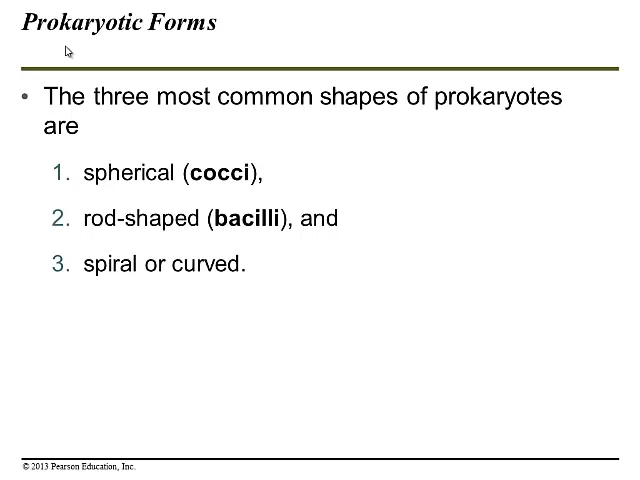 Prokaryotic Forms
• The three most common shapes of prokaryotes
are
1. spherical (cocci),
2. rod-shaped (bacilli), and
3. spiral or curved.
© 2013 Pearson Education, Inc.